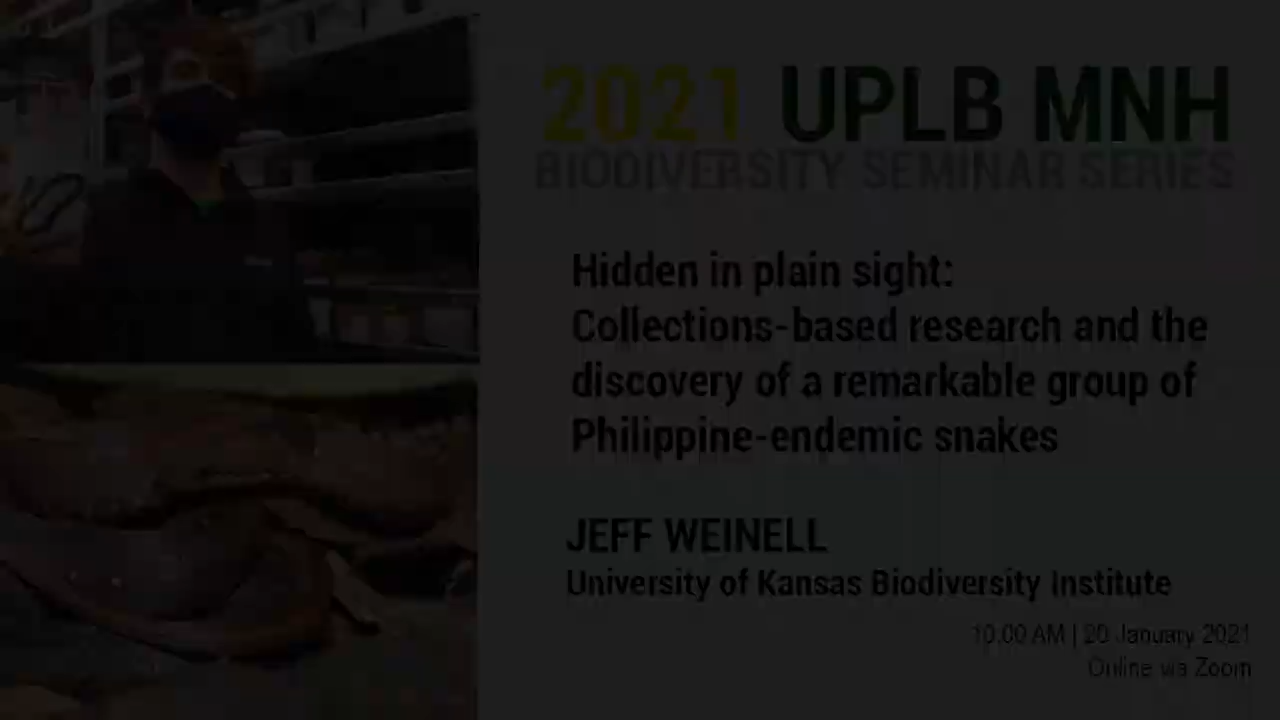 2021 UPLB MNH
BIODIVERSITY SEMINAR SERIES
Hidden in plain sight:
Collections-based research and the
discovery of a remarkable group of
Philippine-endemic snakes
JEFF WEINELL
University of Kansas Biodiversity Institute
10:00 AM | 20 January 2021
Online via Zoom